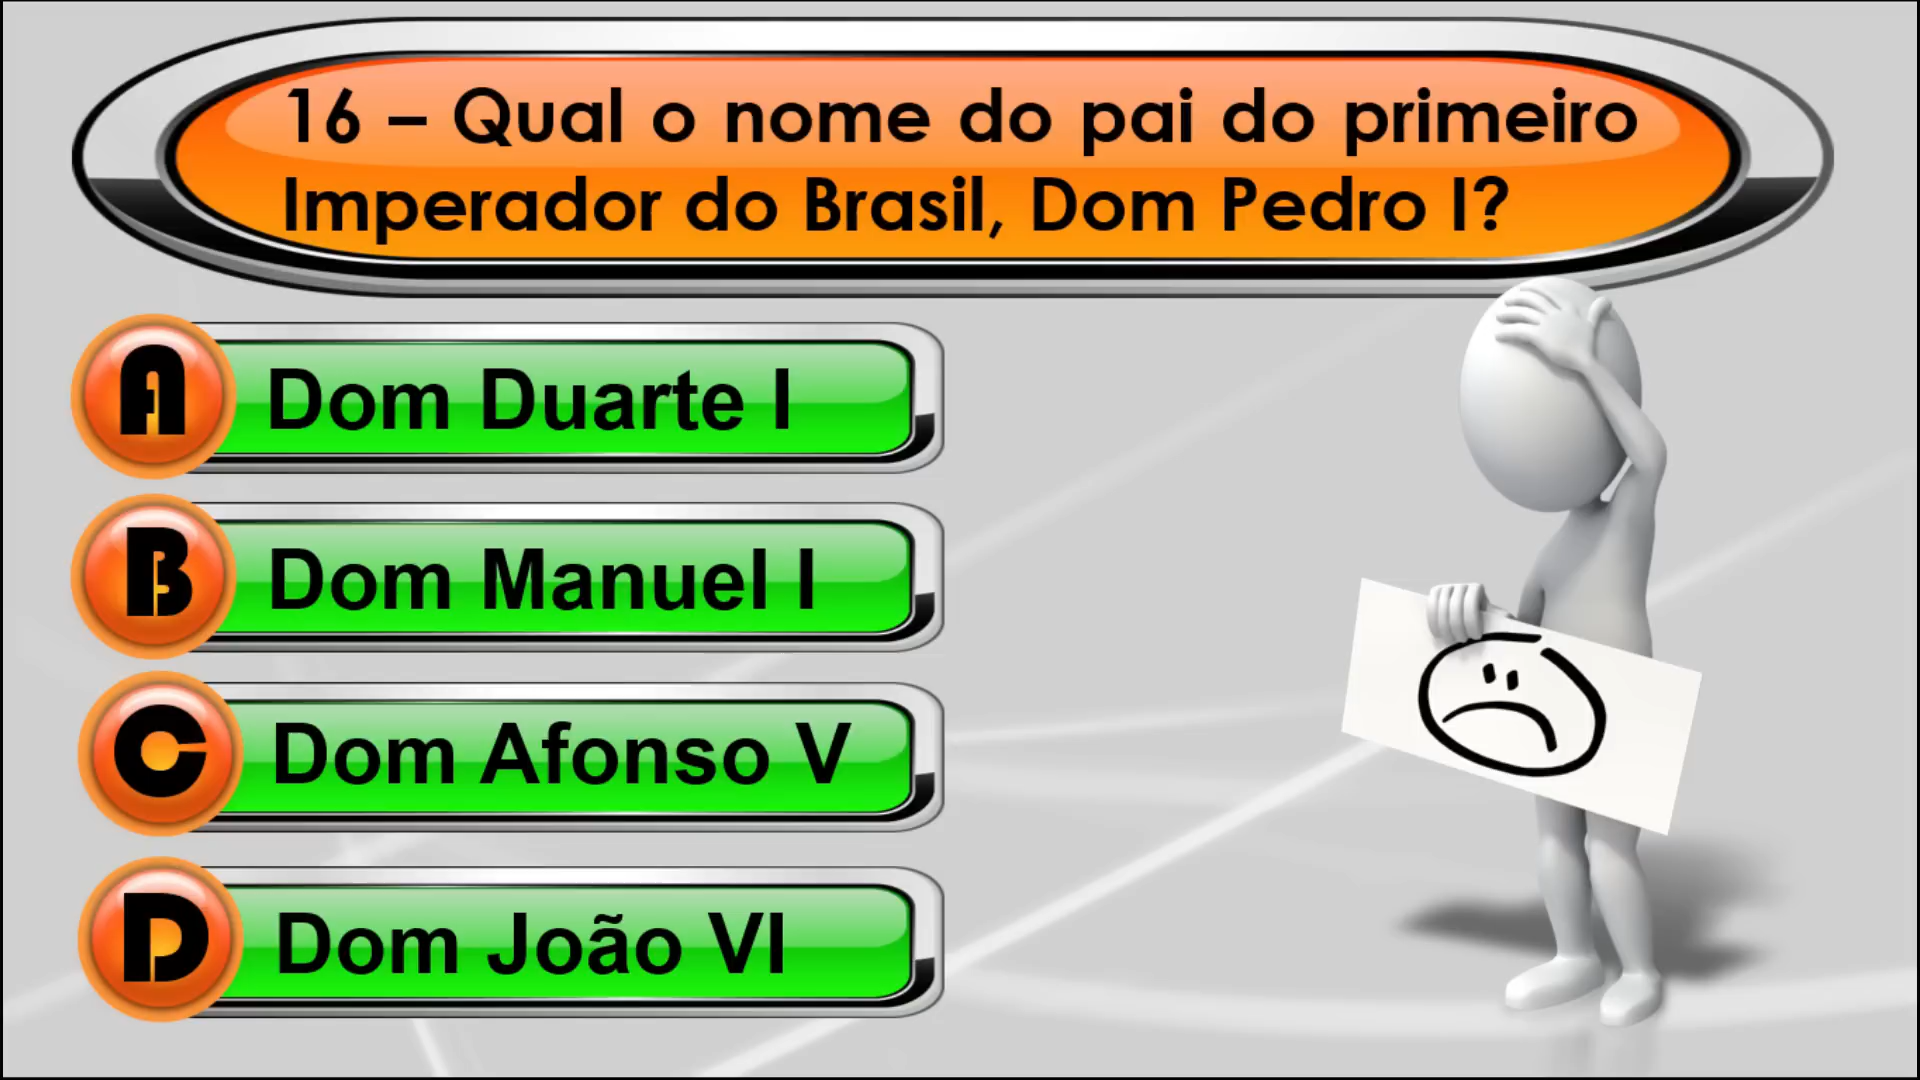 16 – Qual o nome do pai do primeiro
Imperador do Brasil, Dom Pedro I?
A Dom Duarte I
B Dom Manuel I
C Dom Afonso V
D Dom João VI